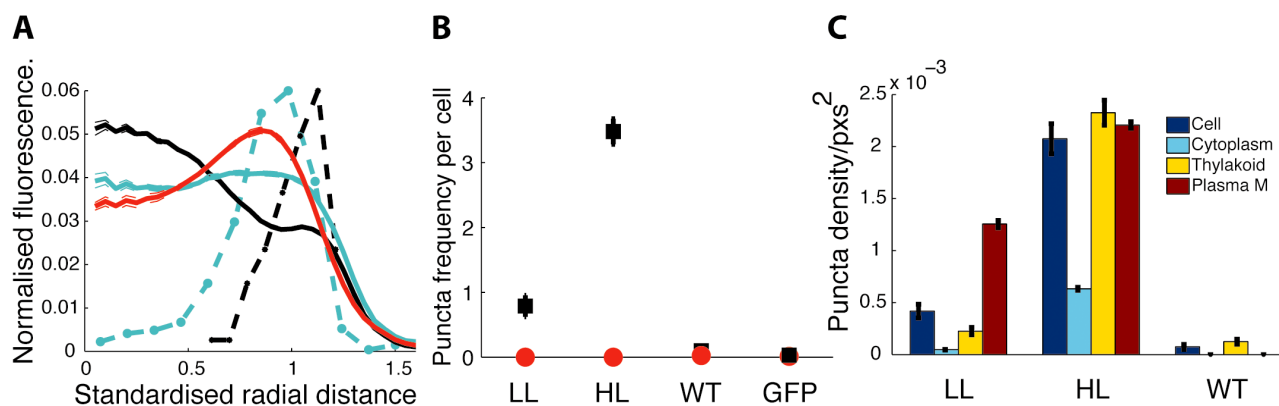 A
Normalised fluorescence.
0.06
0.05
0.04
0.03
0.02
0.01
0
0
0.5
1
1.5
Standardised radial distance
B
Puncta frequency per cell
4
3
2
1
0
LL
HL
WT
GFP
C
Puncta density/pxs²
x 10⁻³
2.5
2
1.5
1
0.5
0
Cell
Cytoplasm
Thylakoid
Plasma M
LL
HL
WT